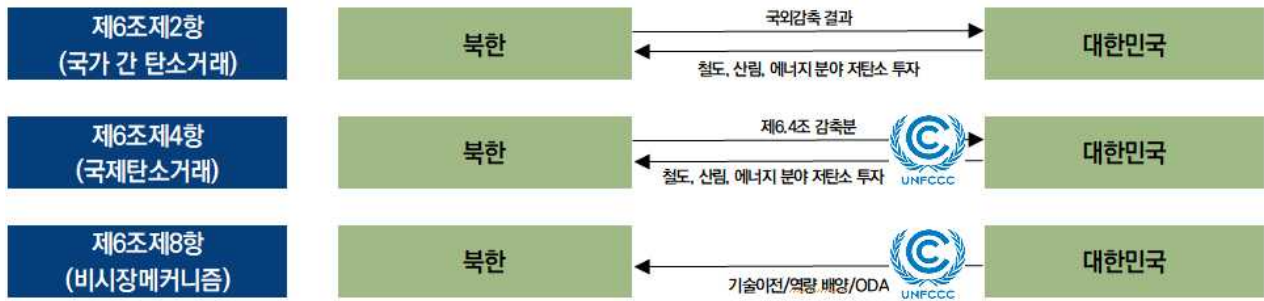 제6조제2항
(국가 간 탄소거래)
북한
국외감축 결과
철도, 산림, 에너지 분야 저탄소 투자
대한민국
제6조제4항
(국제탄소거래)
북한
제6.4조 감축분
철도, 산림, 에너지 분야 저탄소 투자
UNFCCC
대한민국
제6조제8항
(비시장메커니즘)
북한
기술이전/역량 배양/ODA
UNFCCC
대한민국